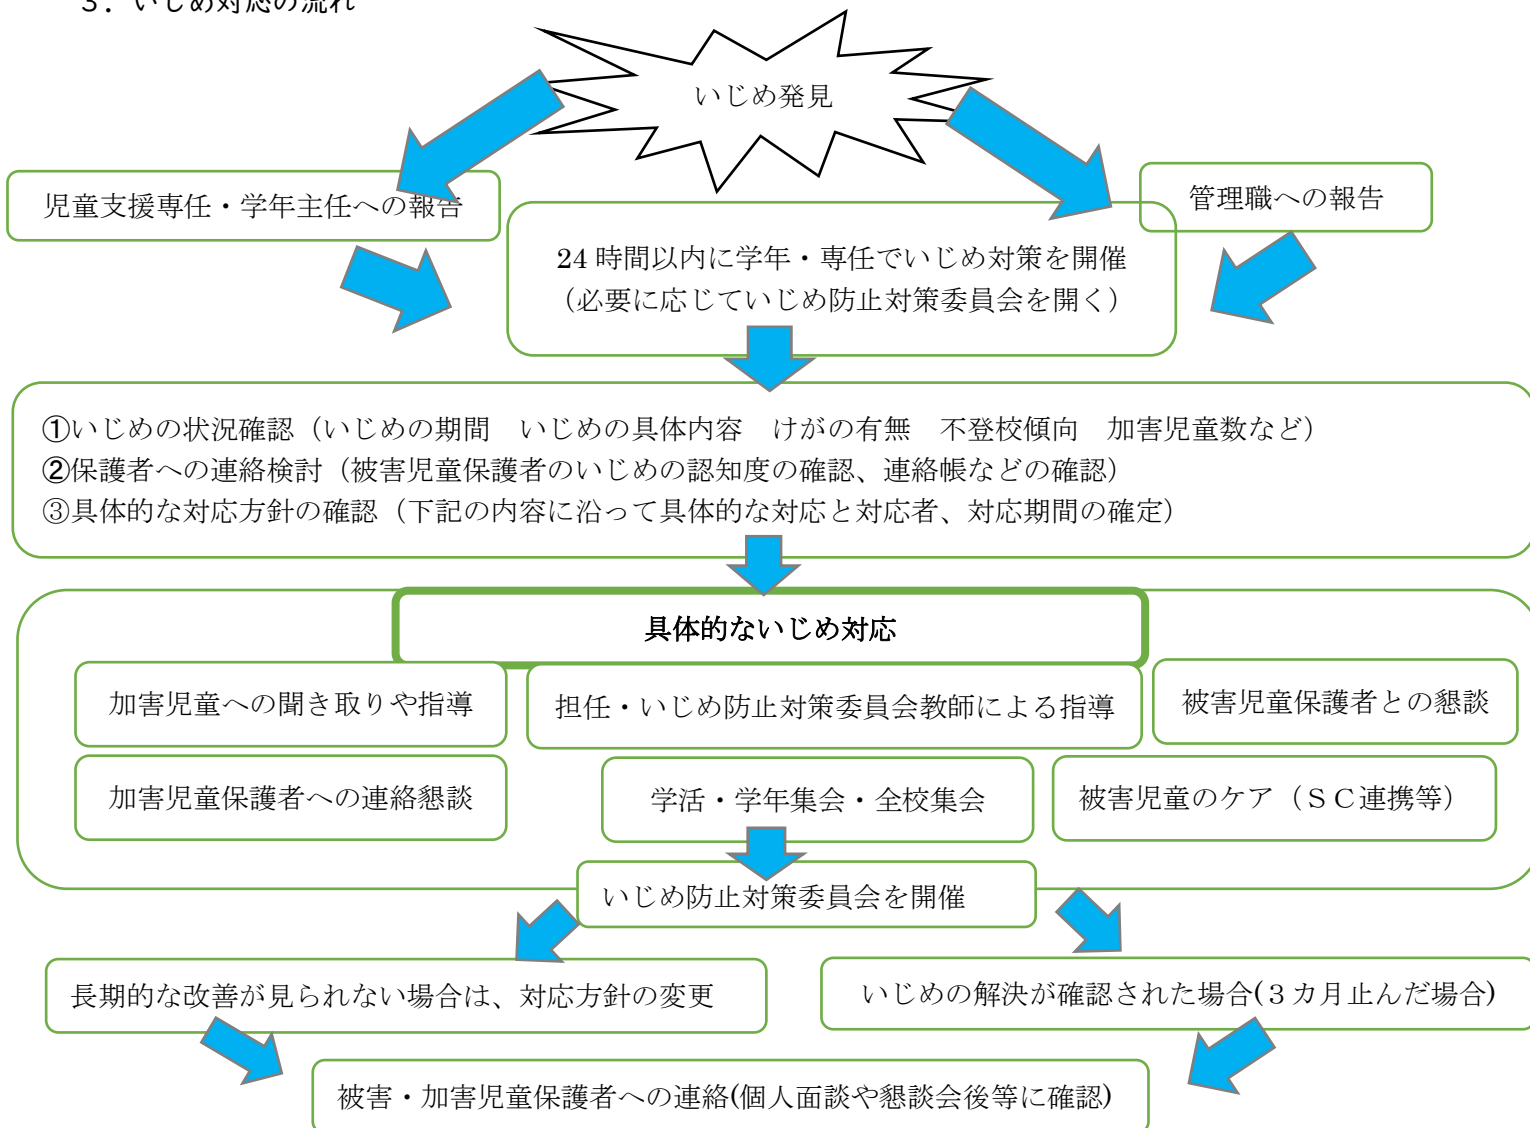 ３．いじめ対応の流れ
いじめ発見
児童支援専任・学年主任への報告
管理職への報告
24 時間以内に学年・専任でいじめ対策を開催
（必要に応じていじめ防止対策委員会を開く）
①いじめの状況確認（いじめの期間　いじめの具体内容　けがの有無　不登校傾向　加害児童数など）
②保護者への連絡検討（被害児童保護者のいじめの認知度の確認、連絡帳などの確認）
③具体的な対応方針の確認（下記の内容に沿って具体的な対応と対応者、対応期間の確定）
具体的ないじめ対応
加害児童への聞き取りや指導
担任・いじめ防止対策委員会教師による指導
被害児童保護者との懇談
加害児童保護者への連絡懇談
学活・学年集会・全校集会
被害児童のケア（ＳＣ連携等）
いじめ防止対策委員会を開催
長期的な改善が見られない場合は、対応方針の変更
いじめの解決が確認された場合(３カ月止んだ場合)
被害・加害児童保護者への連絡(個人面談や懇談会後等に確認)